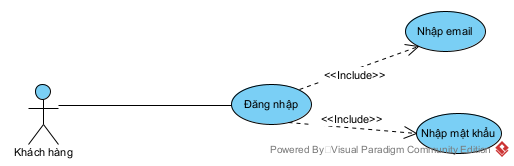 Nhập email
<<Include>>
Đăng nhập
<<Include>>
Nhập mật khẩu
Khách hàng
Powered By Visual Paradigm Community Edition